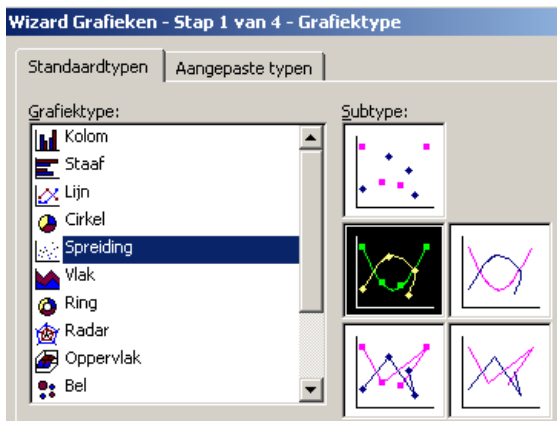 Wizard Grafieken - Stap 1 van 4 - Grafiektype
Standaardtypen
Aangepaste typen
Grafiektype:
Kolom
Staaf
Lijn
Cirkel
Spreiding
Vlak
Ring
Radar
Oppervlak
Bel
Subtype: